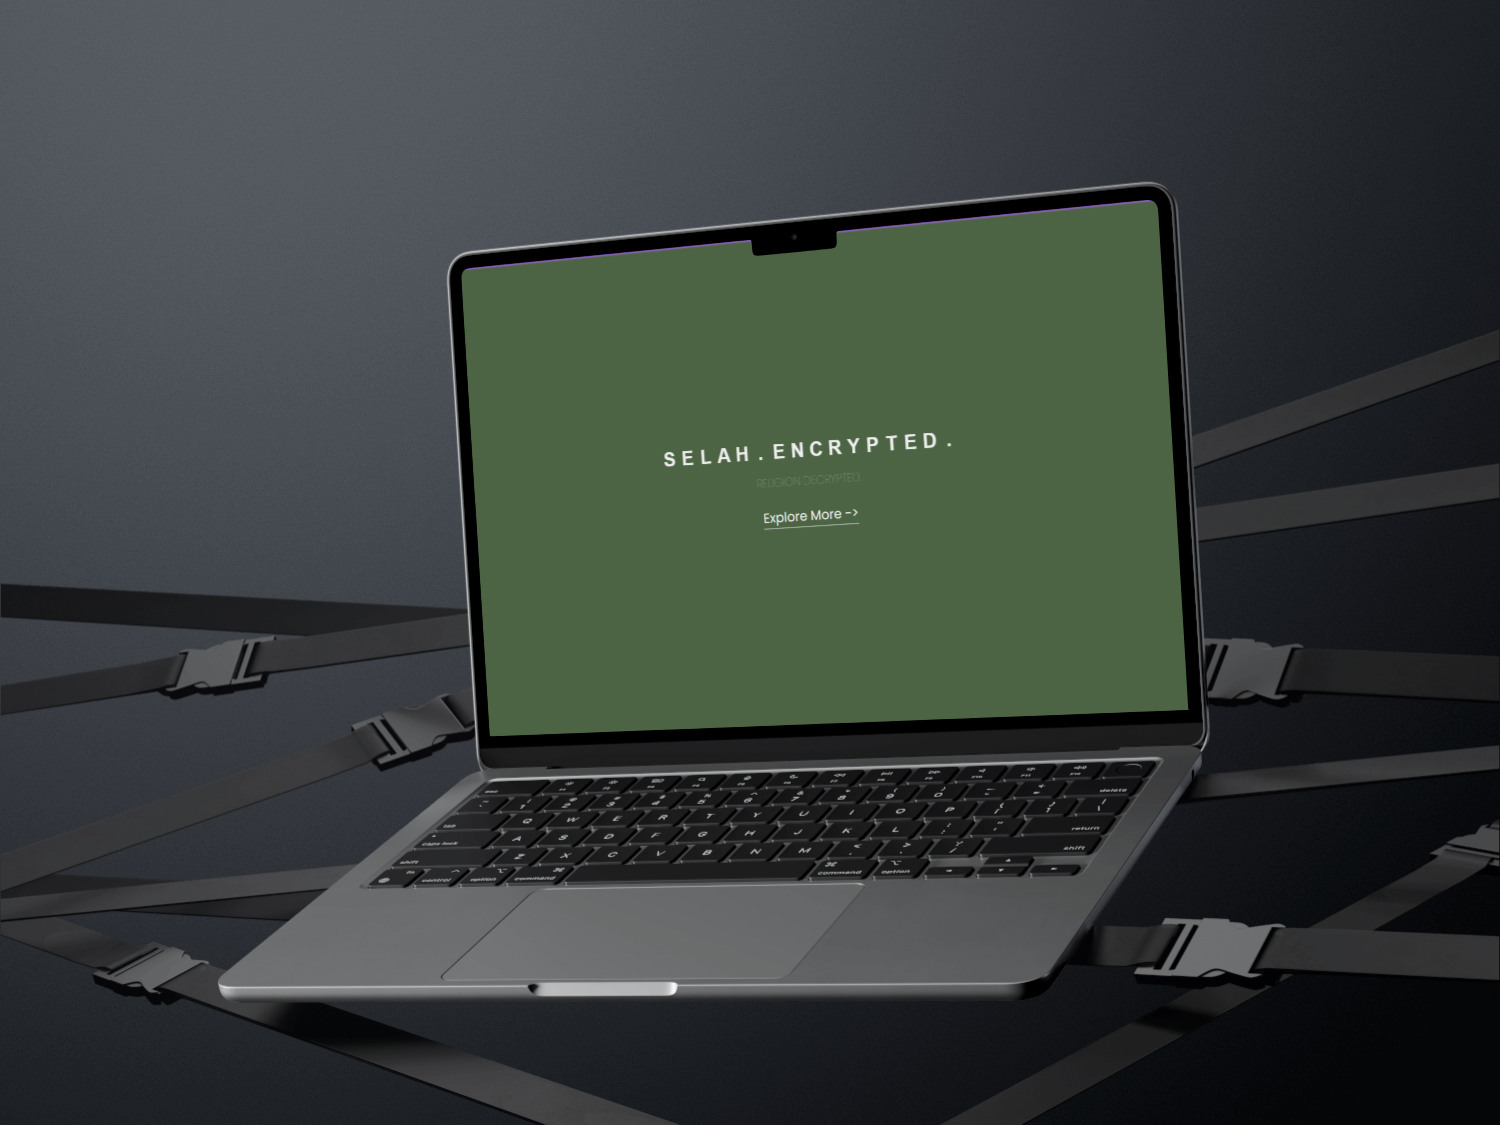 SELAH.ENCRYPTED.
RELIGION DECRYPTED.
Explore More ->
esc
delete
Q W E R T Y U I O P
tab
A S D F G H J K L
caps lock
return
Z X C V B N M
shift
shift
fn control option command
command option